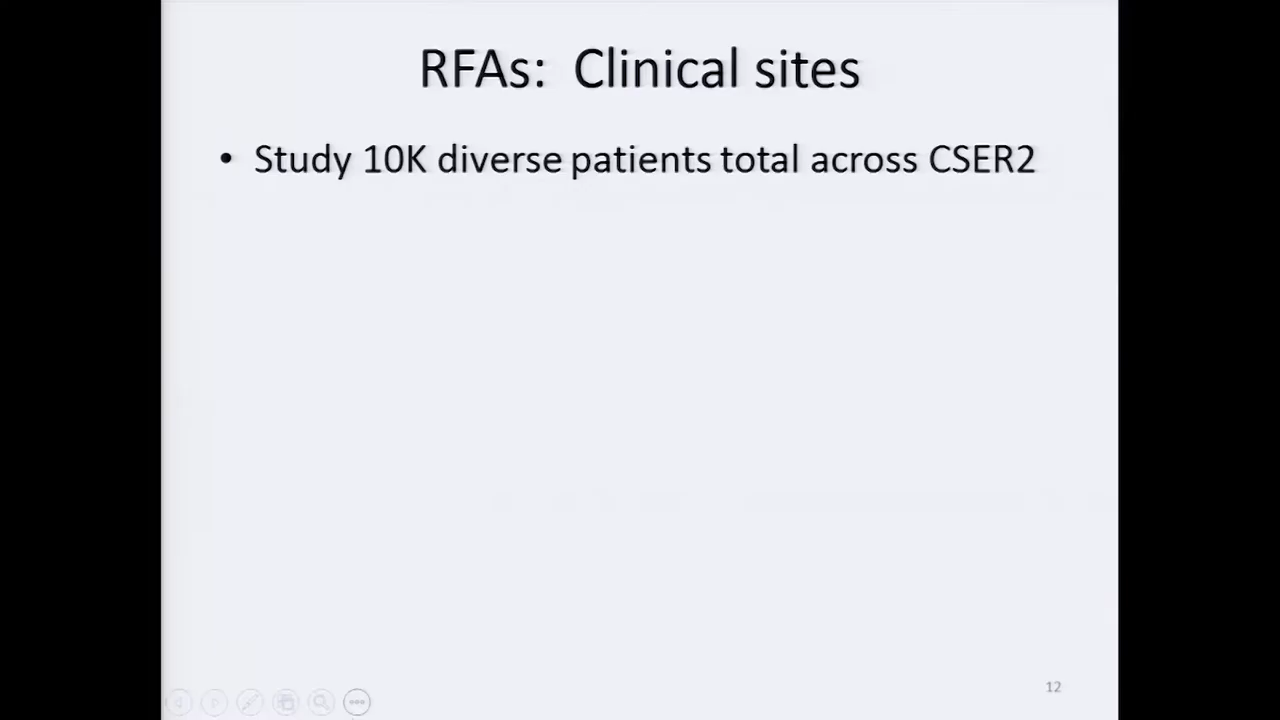 RFAs: Clinical sites
• Study 10K diverse patients total across CSER2
12